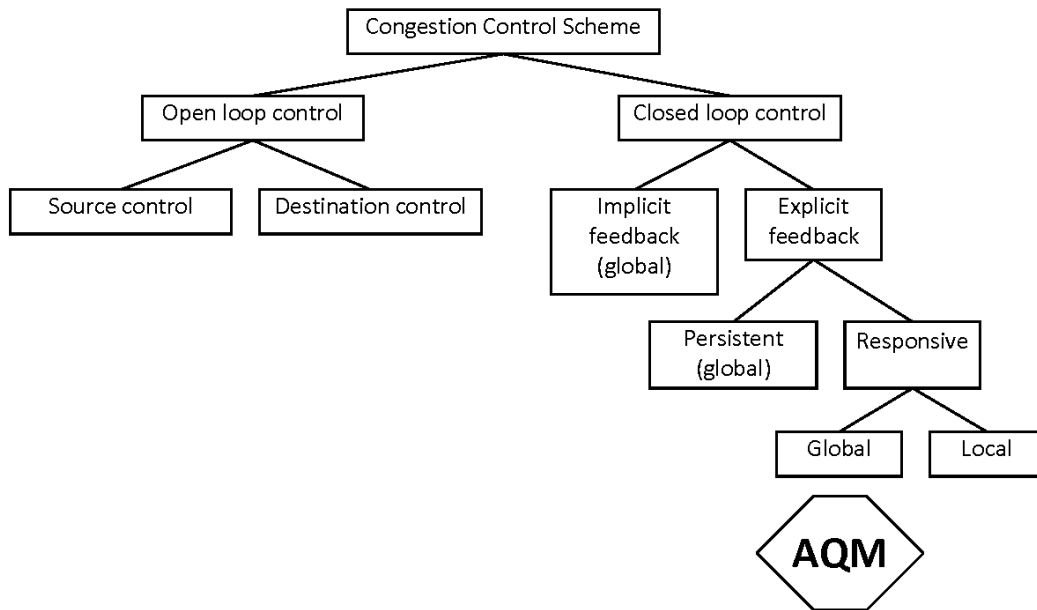 Congestion Control Scheme
Open loop control
Closed loop control
Source control
Destination control
Implicit
feedback
(global)
Explicit
feedback
Persistent
(global)
Responsive
Global
Local
AQM